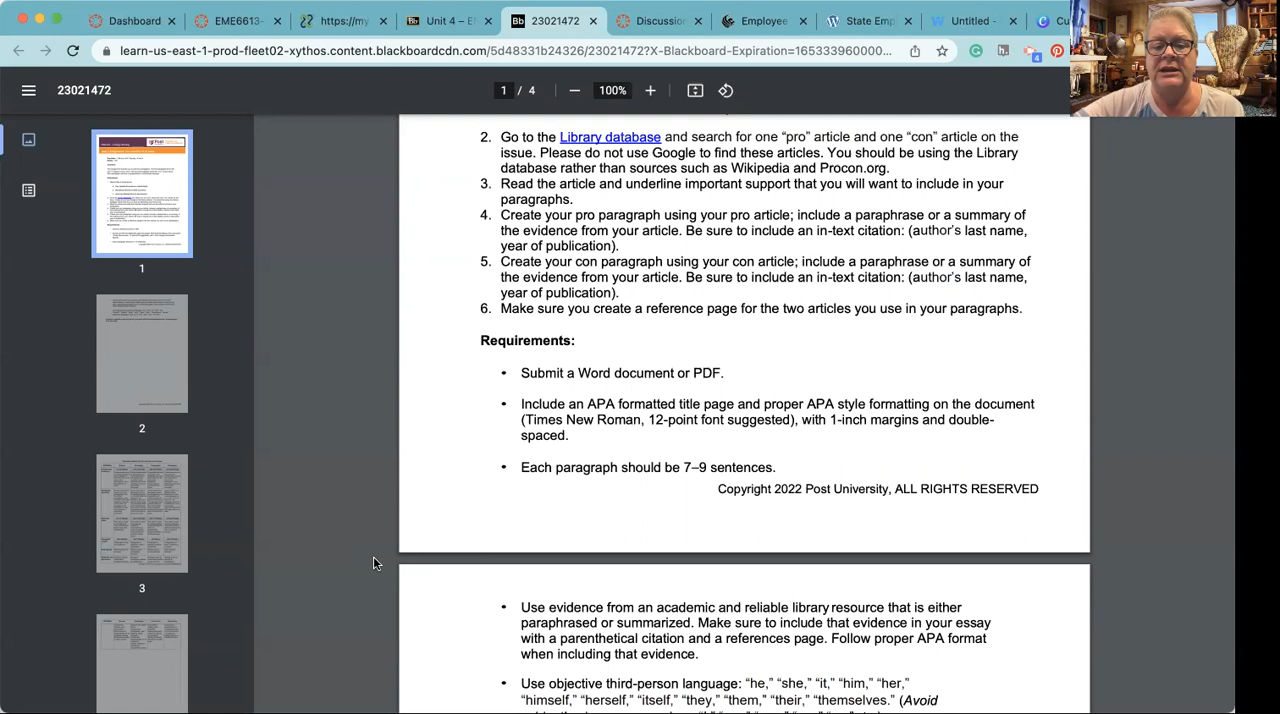 Dashboard
EME6613-
https://my
Unit 4 – E
Bb
23021472
Discussion
Employee
State Emp
Untitled -
Cu
learn-us-east-1-prod-fleet02-xythos.content.blackboardcdn.com/5d48331b24326/23021472?X-Blackboard-Expiration=165333960000...
23021472
1 / 4
100%
1
2
3
2. Go to the Library database and search for one “pro” article and one “con” article on the
issue. Please do not use Google to find these articles. You should be using the Library
database rather than sources such as Wikipedia and Procon.org.
3. Read the article and underline important support that you will want to include in your
paragraphs.
4. Create your pro paragraph using your pro article; include a paraphrase or a summary of
the evidence from your article. Be sure to include an in-text citation: (author’s last name,
year of publication).
5. Create your con paragraph using your con article; include a paraphrase or a summary of
the evidence from your article. Be sure to include an in-text citation: (author’s last name,
year of publication).
6. Make sure you create a reference page for the two articles you use in your paragraphs.
Requirements:
• Submit a Word document or PDF.
• Include an APA formatted title page and proper APA style formatting on the document
(Times New Roman, 12-point font suggested), with 1-inch margins and double-
spaced.
• Each paragraph should be 7–9 sentences.
Copyright 2022 Post University, ALL RIGHTS RESERVED
• Use evidence from an academic and reliable library resource that is either
paraphrased or summarized. Make sure to include that evidence in your essay
with a parenthetical citation and a references page. Follow proper APA format
when including that evidence.
• Use objective third-person language: “he,” “she,” “it,” “him,” “her,”
“himself,” “herself,” “itself,” “they,” “them,” “their,” “themselves.” (Avoid